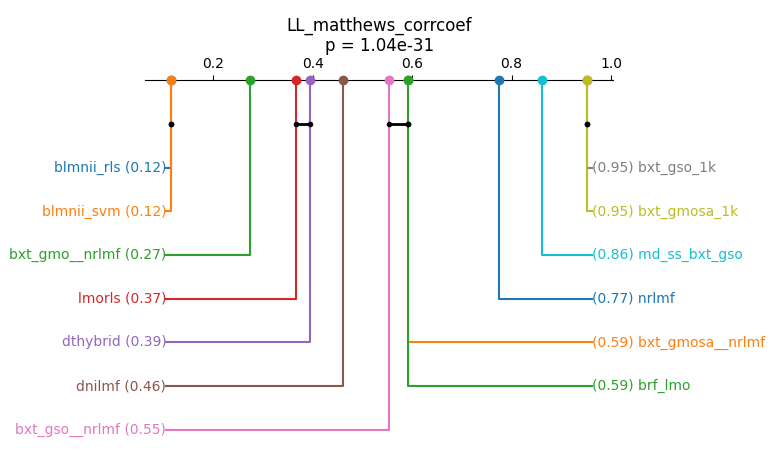 LL_matthews_corrcoef
p = 1.04e-31
0.2 0.4 0.6 0.8 1.0
blmnii_rls (0.12) (0.95) bxt_gso_1k
blmnii_svm (0.12) (0.95) bxt_gmosa_1k
bxt_gmo__nrlmf (0.27) (0.86) md_ss_bxt_gso
lmorls (0.37) (0.77) nrlmf
dthybrid (0.39) (0.59) bxt_gmosa__nrlmf
dnilmf (0.46) (0.59) brf_lmo
bxt_gso__nrlmf (0.55)